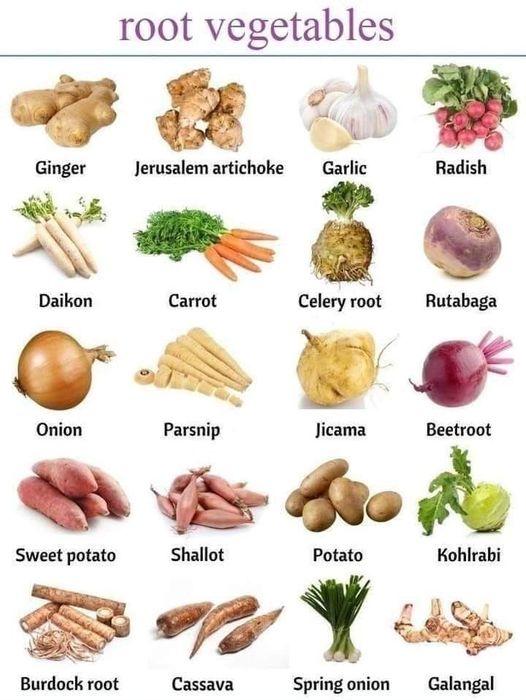 root vegetables
Ginger
Jerusalem artichoke
Garlic
Radish
Daikon
Carrot
Celery root
Rutabaga
Onion
Parsnip
Jicama
Beetroot
Sweet potato
Shallot
Potato
Kohlrabi
Burdock root
Cassava
Spring onion
Galangal